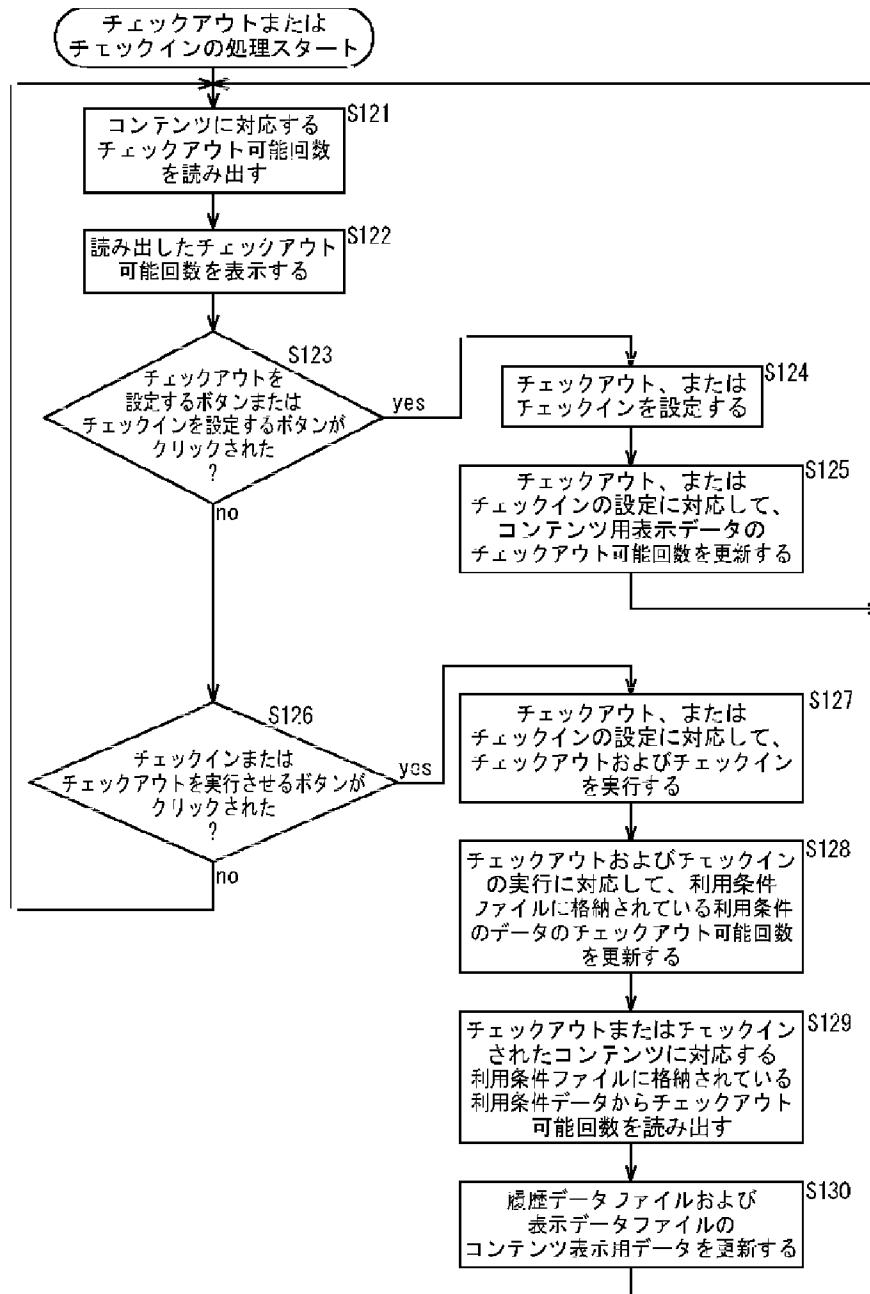 チェックアウトまたは
チェックインの処理スタート
S121
コンテンツに対応する
チェックアウト可能回数
を読み出す
S122
読み出したチェックアウト
可能回数を表示する
S123
チェックアウトを
設定するボタンまたは
チェックインを設定するボタンが
クリックされた
?
yes
no
S124
チェックアウト、または
チェックインを設定する
S125
チェックアウト、または
チェックインの設定に対応して、
コンテンツ用表示データの
チェックアウト可能回数を更新する
S126
チェックインまたは
チェックアウトを実行させるボタンが
クリックされた
?
yes
no
S127
チェックアウト、または
チェックインの設定に対応して、
チェックアウトおよびチェックイン
を実行する
S128
チェックアウトおよびチェックイン
の実行に対応して、利用条件
ファイルに格納されている利用条件
のデータのチェックアウト可能回数
を更新する
S129
チェックアウトまたはチェックイン
されたコンテンツに対応する
利用条件ファイルに格納されている
利用条件データからチェックアウト
可能回数を読み出す
S130
履歴データファイルおよび
表示データファイルの
コンテンツ表示用データを更新する